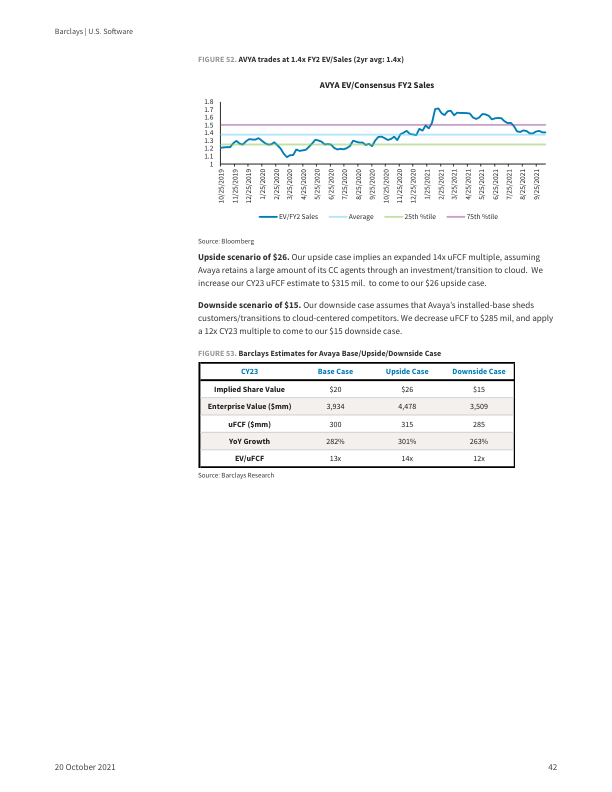 Barclays | U.S. Software
FIGURE 52. AVYA trades at 1.4x FY2 EV/Sales (2yr avg: 1.4x)
AVYA EV/Consensus FY2 Sales
1.8
1.7
1.6
1.5
1.4
1.3
1.2
1.1
1
10/25/2019
11/25/2019
12/25/2019
1/25/2020
2/25/2020
3/25/2020
4/25/2020
5/25/2020
6/25/2020
7/25/2020
8/25/2020
9/25/2020
10/25/2020
11/25/2020
12/25/2020
1/25/2021
2/25/2021
3/25/2021
4/25/2021
5/25/2021
6/25/2021
7/25/2021
8/25/2021
9/25/2021
EV/FY2 Sales Average 25th %tile 75th %tile
Source: Bloomberg
Upside scenario of $26. Our upside case implies an expanded 14x uFCF multiple, assuming
Avaya retains a large amount of its CC agents through an investment/transition to cloud. We
increase our CY23 uFCF estimate to $315 mil. to come to our $26 upside case.
Downside scenario of $15. Our downside case assumes that Avaya's installed-base sheds
customers/transitions to cloud-centered competitors. We decrease uFCF to $285 mil, and apply
a 12x CY23 multiple to come to our $15 downside case.
FIGURE 53. Barclays Estimates for Avaya Base/Upside/Downside Case
CY23 Base Case Upside Case Downside Case
Implied Share Value $20 $26 $15
Enterprise Value ($mm) 3,934 4,478 3,509
uFCF ($mm) 300 315 285
YoY Growth 282% 301% 263%
EV/uFCF 13x 14x 12x
Source: Barclays Research
20 October 2021 42